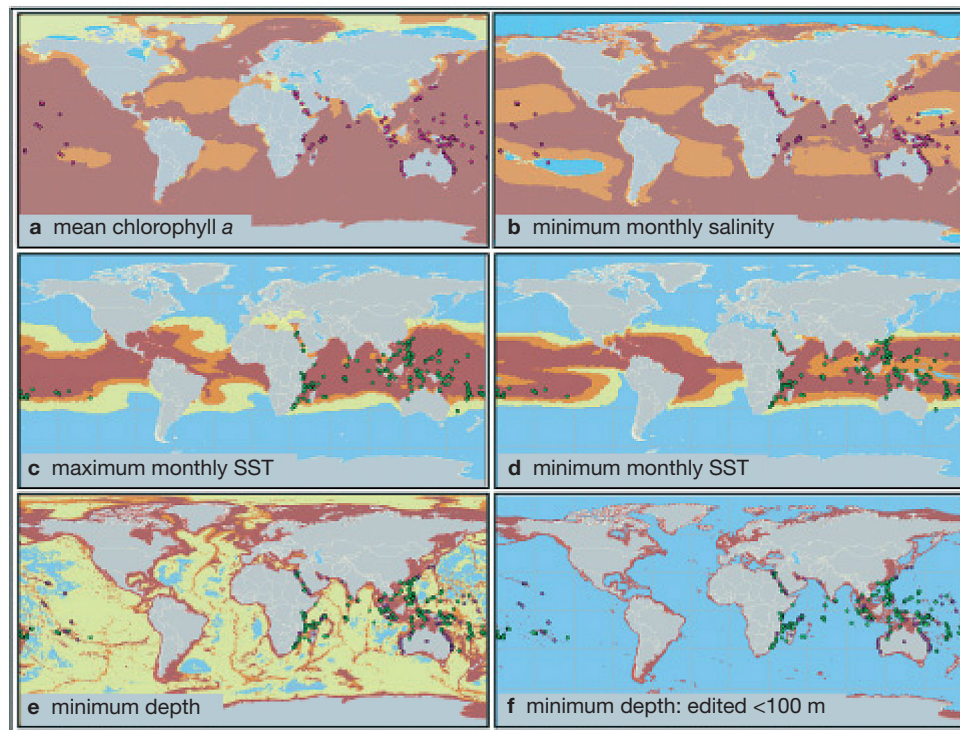 a mean chlorophyll a
b minimum monthly salinity
c maximum monthly SST
d minimum monthly SST
e minimum depth
f minimum depth: edited <100 m